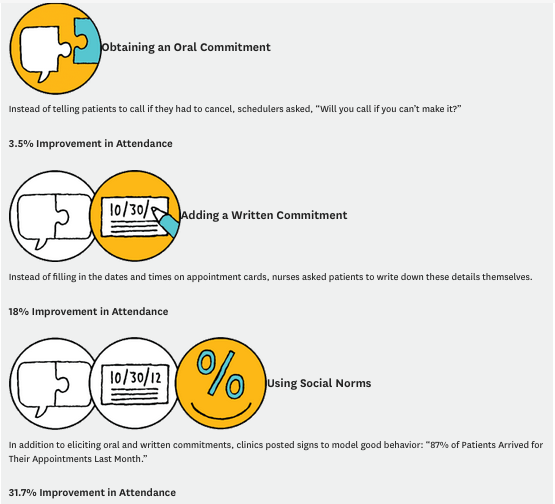 Obtaining an Oral Commitment
Instead of telling patients to call if they had to cancel, schedulers asked, “Will you call if you can’t make it?”
3.5% Improvement in Attendance
10/30/
Adding a Written Commitment
Instead of filling in the dates and times on appointment cards, nurses asked patients to write down these details themselves.
18% Improvement in Attendance
10/30/12
%
Using Social Norms
In addition to eliciting oral and written commitments, clinics posted signs to model good behavior: “87% of Patients Arrived for
Their Appointments Last Month.”
31.7% Improvement in Attendance